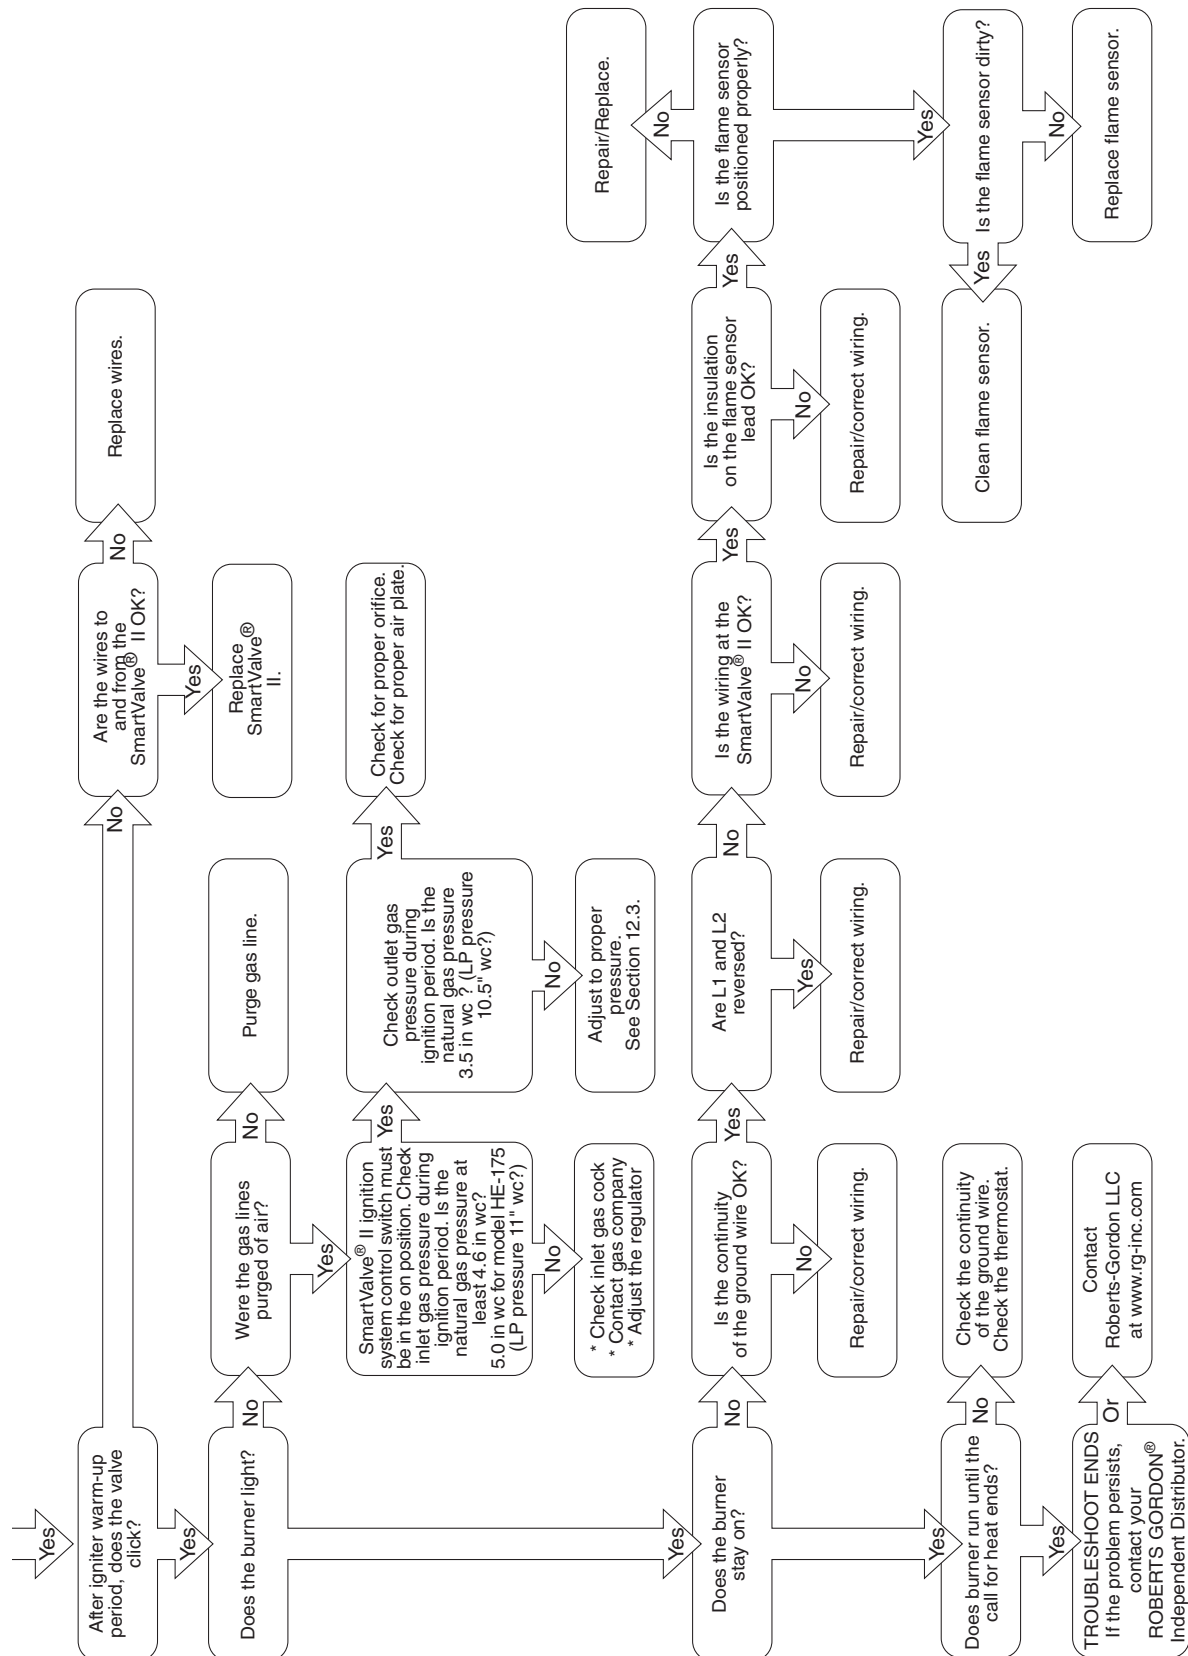 Yes
After igniter warm-up
period, does the valve
click?
No
Are the wires to
and from the
SmartValve® II OK?
No
Replace wires.
Yes
Replace
SmartValve®
II.
Yes
Does the burner light?
No
Were the gas lines
purged of air?
No
Purge gas line.
Yes
SmartValve® II ignition
system control switch must
be in the on position. Check
inlet gas pressure during
ignition period. Is the
natural gas pressure at
least 4.6 in wc?
5.0 in wc for model HE-175
(LP pressure 11" wc?)
Yes
Check outlet gas
pressure during
ignition period. Is the
natural gas pressure
3.5 in wc ? (LP pressure
10.5" wc?)
Yes
Check for proper orifice.
Check for proper air plate.
No
* Check inlet gas cock
* Contact gas company
* Adjust the regulator
No
Adjust to proper
pressure.
See Section 12.3.
Yes
Does the burner
stay on?
No
Is the continuity
of the ground wire OK?
Yes
Are L1 and L2
reversed?
No
Is the wiring at the
SmartValve® II OK?
Yes
Is the insulation
on the flame sensor
lead OK?
Yes
Is the flame sensor
positioned properly?
No
Repair/Replace.
No
Repair/correct wiring.
Yes
Repair/correct wiring.
No
Repair/correct wiring.
No
Repair/correct wiring.
Yes
Is the flame sensor dirty?
Yes
Clean flame sensor.
No
Replace flame sensor.
Yes
Does burner run until the
call for heat ends?
No
Check the continuity
of the ground wire.
Check the thermostat.
Yes
TROUBLESHOOT ENDS
If the problem persists,
contact your
ROBERTS GORDON®
Independent Distributor.
Or
Contact
Roberts-Gordon LLC
at www.rg-inc.com